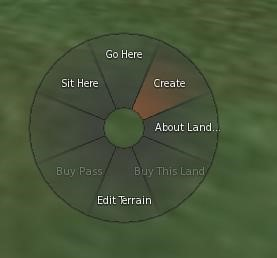 Go Here
Sit Here
Create
About Land...
Buy Pass
Buy This Land
Edit Terrain